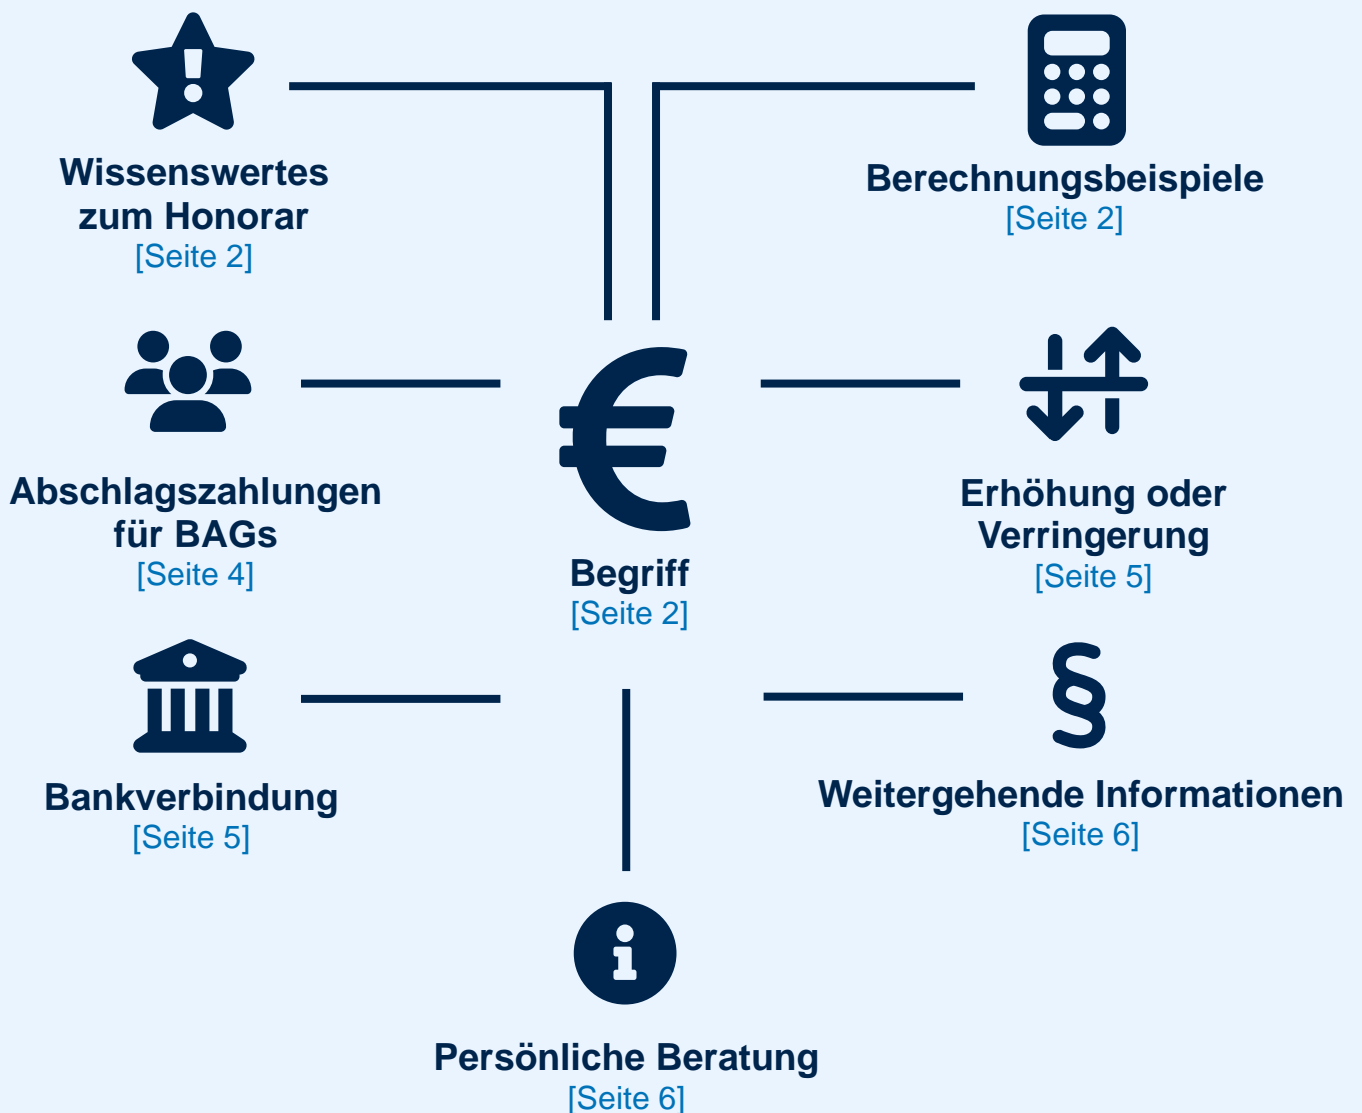 Wissenswertes
zum Honorar
[Seite 2]
Berechnungsbeispiele
[Seite 2]
Abschlagszahlungen
für BAGs
[Seite 4]
Begriff
[Seite 2]
Erhöhung oder
Verringerung
[Seite 5]
Bankverbindung
[Seite 5]
§
Weitergehende Informationen
[Seite 6]
Persönliche Beratung
[Seite 6]